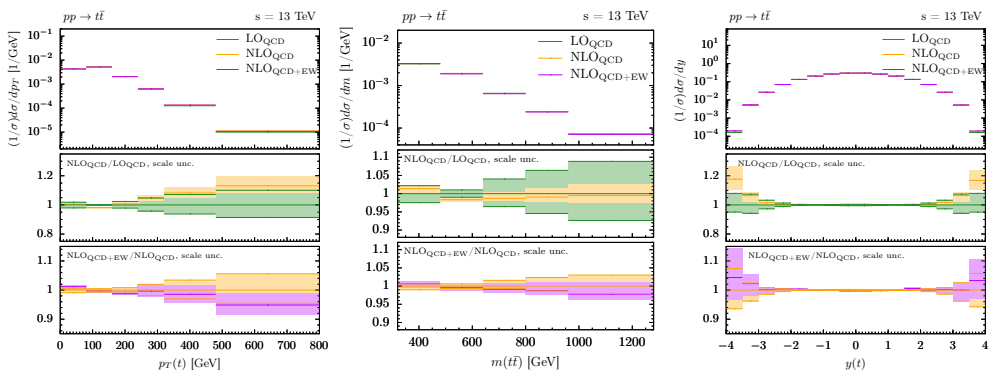 pp → tt̄ s = 13 TeV
(1/σ)dσ/dp_T [1/GeV]
10⁻¹
10⁻²
10⁻³
10⁻⁴
10⁻⁵
LO_QCD
NLO_QCD
NLO_QCD+EW
NLO_QCD/LO_QCD, scale unc.
1.2
1.1
1
0.9
0.8
NLO_QCD+EW/NLO_QCD, scale unc.
1.1
1
0.9
0 100 200 300 400 500 600 700 800
p_T(t) [GeV]
pp → tt̄ s = 13 TeV
(1/σ)dσ/dm [1/GeV]
10⁻²
10⁻³
10⁻⁴
LO_QCD
NLO_QCD
NLO_QCD+EW
NLO_QCD/LO_QCD, scale unc.
1.1
1.05
1
0.95
0.9
NLO_QCD+EW/NLO_QCD, scale unc.
1.05
1
0.95
0.9
400 600 800 1000 1200
m(tt̄) [GeV]
pp → tt̄ s = 13 TeV
(1/σ)dσ/dy
10⁰
10⁻¹
10⁻²
10⁻³
10⁻⁴
LO_QCD
NLO_QCD
NLO_QCD+EW
NLO_QCD/LO_QCD, scale unc.
1.2
1.1
1
0.9
0.8
NLO_QCD+EW/NLO_QCD, scale unc.
1.1
1
0.9
−4 −3 −2 −1 0 1 2 3 4
y(t)